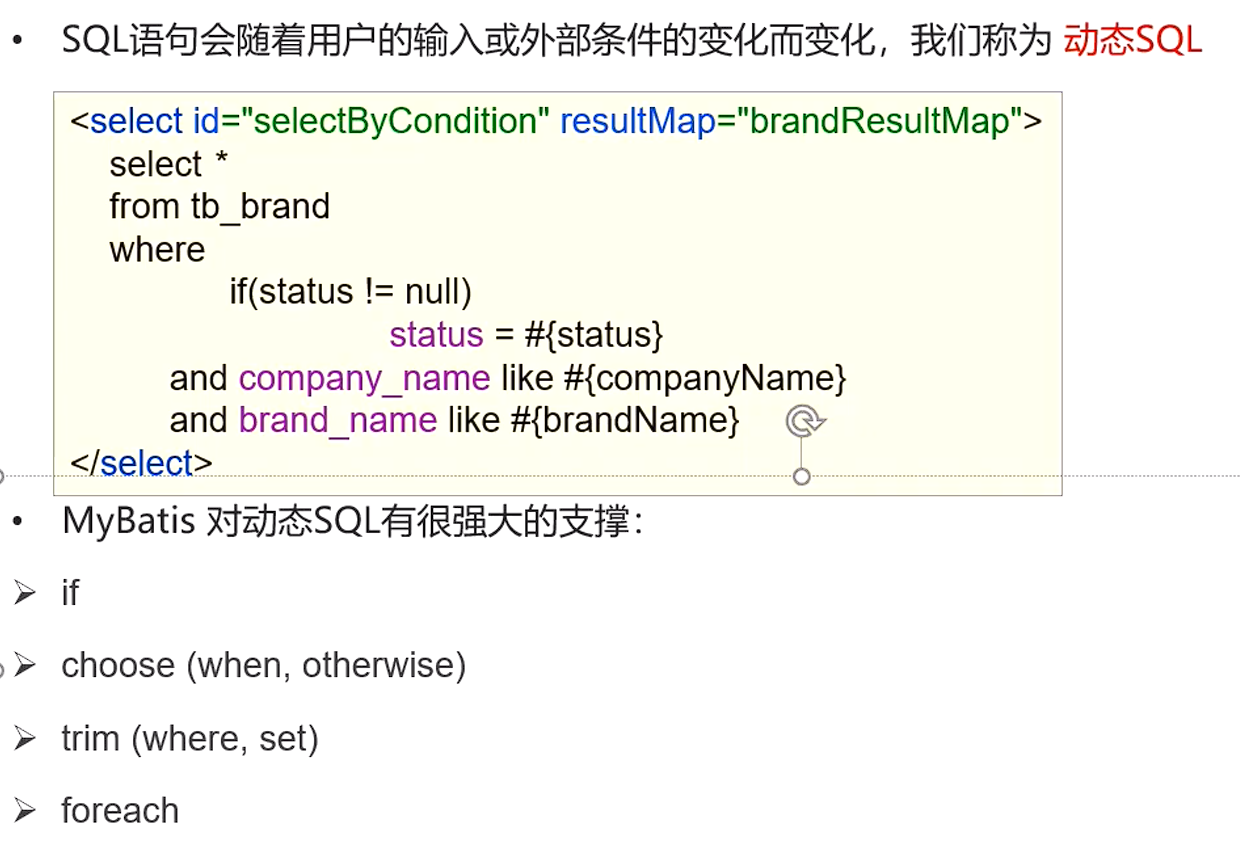 • SQL语句会随着用户的输入或外部条件的变化而变化，我们称为 动态SQL
<select id="selectByCondition" resultMap="brandResultMap">
select *
from tb_brand
where
if(status != null)
status = #{status}
and company_name like #{companyName}
and brand_name like #{brandName}
</select>
• MyBatis 对动态SQL有很强大的支撑：
➢ if
➢ choose (when, otherwise)
➢ trim (where, set)
➢ foreach